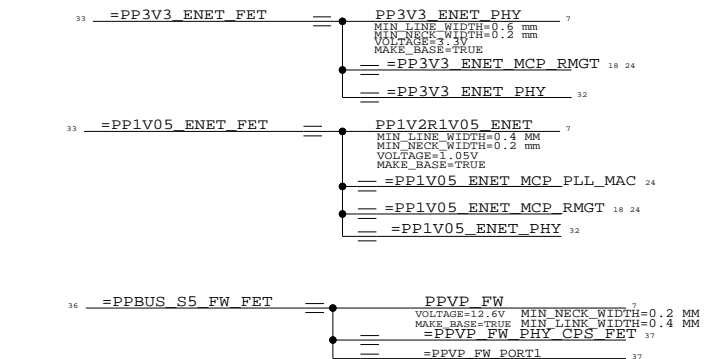 33 =PP3V3_ENET_FET PP3V3_ENET_PHY 7
MIN_LINE_WIDTH=0.6 mm
MIN_NECK_WIDTH=0.2 mm
VOLTAGE=3.3V
MAKE_BASE=TRUE
=PP3V3_ENET_MCP_RMGT 18 24
=PP3V3_ENET_PHY 32
33 =PP1V05_ENET_FET PP1V2R1V05_ENET 7
MIN_LINE_WIDTH=0.4 MM
MIN_NECK_WIDTH=0.2 mm
VOLTAGE=1.05V
MAKE_BASE=TRUE
=PP1V05_ENET_MCP_PLL_MAC 24
=PP1V05_ENET_MCP_RMGT 18 24
=PP1V05_ENET_PHY 32
36 =PPBUS_S5_FW_FET PPVP_FW 7
VOLTAGE=12.6V MIN_NECK_WIDTH=0.2 MM
MAKE_BASE=TRUE MIN_LINK_WIDTH=0.4 MM
=PPVP_FW_PHY_CPS_FET 37
=PPVP_FW_PORT1 37